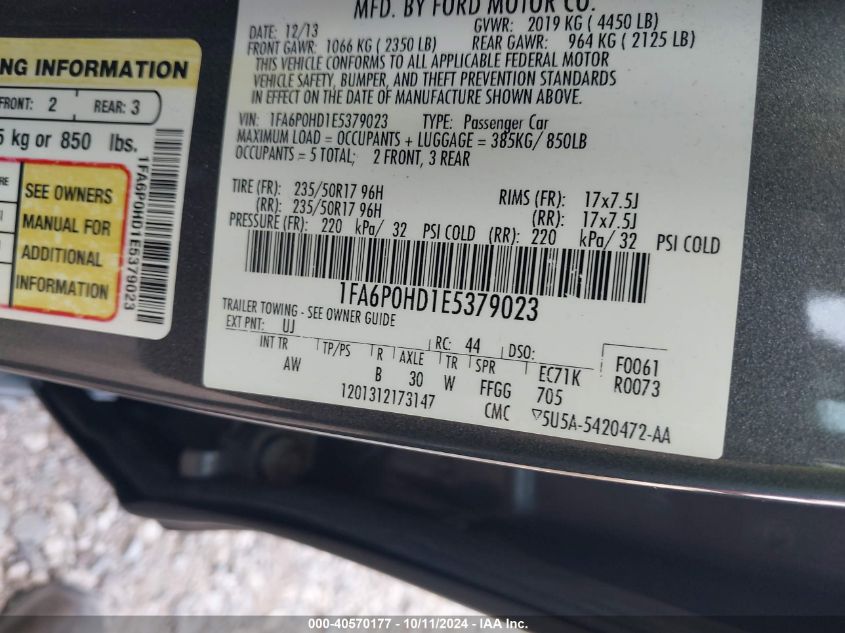 NG INFORMATION
FRONT: 2 REAR: 3
5 kg or 850 lbs.
SEE OWNERS
MANUAL FOR
ADDITIONAL
INFORMATION
1FA6P0HD1E5379023
MFD. BY FORD MOTOR CO.
DATE: 12/13 GVWR: 2019 KG ( 4450 LB)
FRONT GAWR: 1066 KG ( 2350 LB) REAR GAWR: 964 KG ( 2125 LB)
THIS VEHICLE CONFORMS TO ALL APPLICABLE FEDERAL MOTOR
VEHICLE SAFETY, BUMPER, AND THEFT PREVENTION STANDARDS
IN EFFECT ON THE DATE OF MANUFACTURE SHOWN ABOVE.
VIN: 1FA6P0HD1E5379023 TYPE: Passenger Car
MAXIMUM LOAD = OCCUPANTS + LUGGAGE = 385KG/ 850LB
OCCUPANTS = 5 TOTAL; 2 FRONT, 3 REAR
TIRE (FR): 235/50R17 96H RIMS (FR): 17x7.5J
(RR): 235/50R17 96H (RR): 17x7.5J
PRESSURE (FR): 220 kPa/ 32 PSI COLD (RR): 220 kPa/ 32 PSI COLD
1FA6P0HD1E5379023
TRAILER TOWING - SEE OWNER GUIDE
EXT PNT: UJ RC: 44 DSO: F0061
INT TR TP/PS R AXLE TR SPR EC71K R0073
AW B 30 W FFGG 705
1201312173147 CMC ▽5U5A-5420472-AA
000-40570177 - 10/11/2024 - IAA Inc.